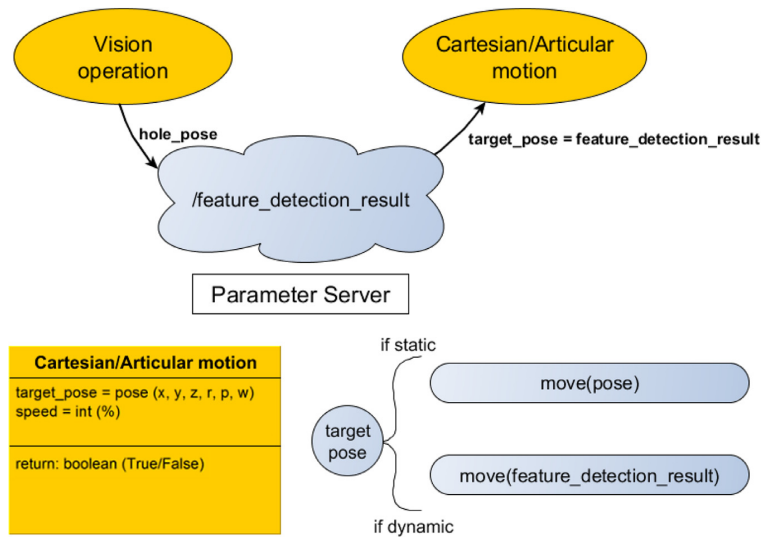 Vision
operation
Cartesian/Articular
motion
hole_pose
target_pose = feature_detection_result
/feature_detection_result
Parameter Server
Cartesian/Articular motion
target_pose = pose (x, y, z, r, p, w)
speed = int (%)
return: boolean (True/False)
if static
move(pose)
target
pose
move(feature_detection_result)
if dynamic